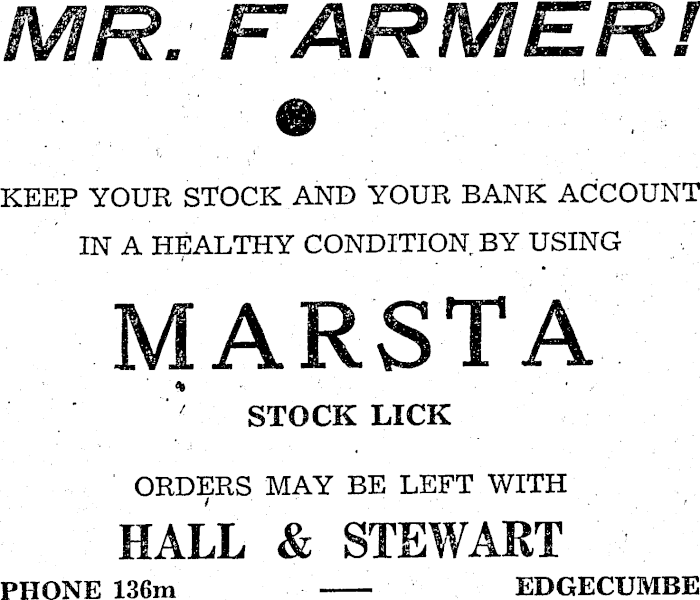 MR. FARMER!
KEEP YOUR STOCK AND YOUR BANK ACCOUNT
IN A HEALTHY CONDITION BY USING
MARSTA
STOCK LICK
ORDERS MAY BE LEFT WITH
HALL & STEWART
PHONE 136m — EDGECUMBE